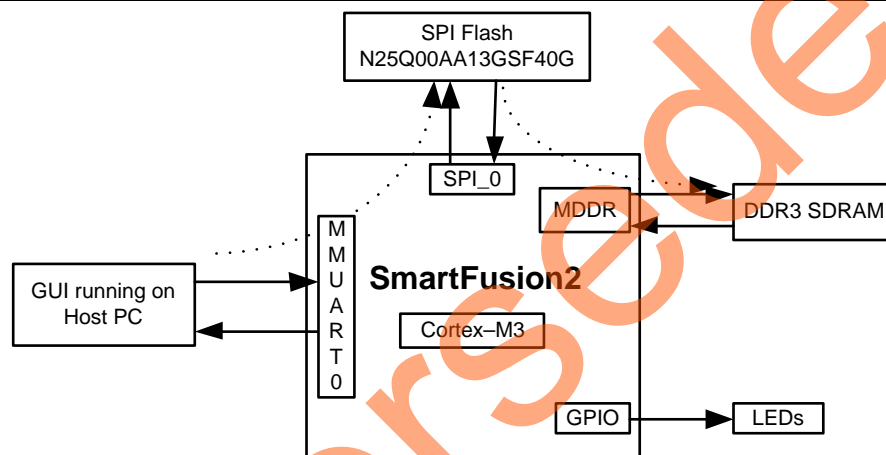 SPI Flash
N25Q00AA13GSF40G
SPI_0
MDDR
DDR3 SDRAM
M
M
U
A
R
T
0
SmartFusion2
GUI running on
Host PC
Cortex–M3
GPIO
LEDs